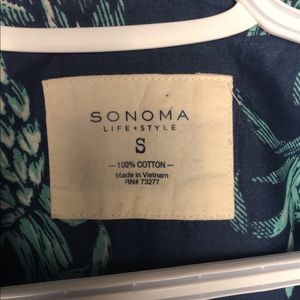 SONOMA
LIFE+STYLE
S
— 100% COTTON —
Made in Vietnam
RN# 73277